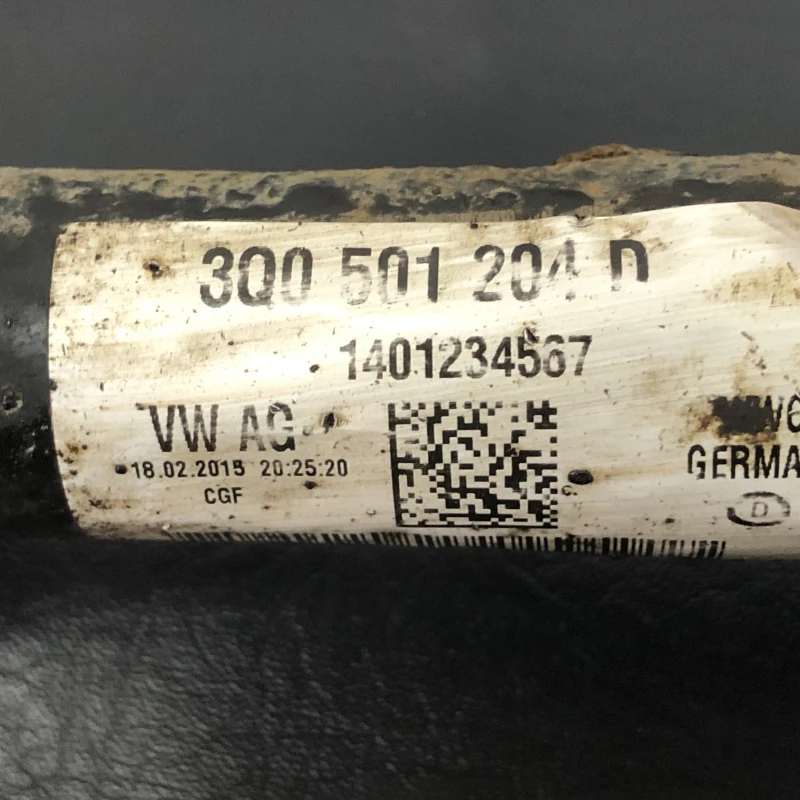 3Q0 501 204 D
1401234567
VW AG
18.02.2015 20:25:20
CGF
GERMA
D